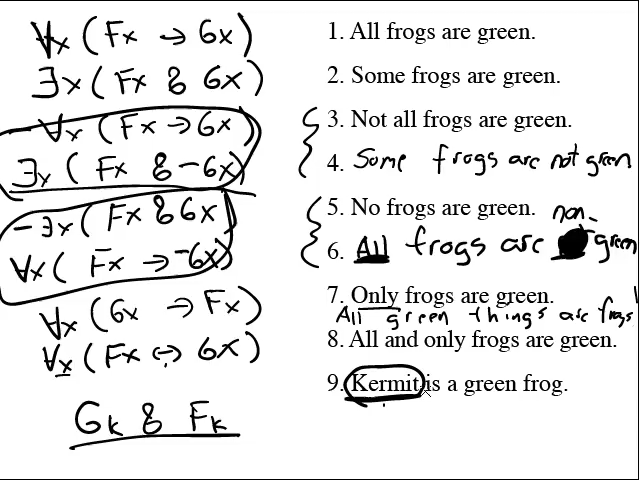 ∀x (Fx → Gx)
∃x (Fx & Gx)
-∀x (Fx → Gx)
∃x (Fx & -Gx)
-∃x (Fx & Gx)
∀x (Fx → -Gx)
∀x (Gx → Fx)
∀x (Fx ↔ Gx)
Gk & Fk
1. All frogs are green.
2. Some frogs are green.
3. Not all frogs are green.
4. Some frogs are not green
5. No frogs are green.
6. All frogs are non-green
7. Only frogs are green.
All green things are frogs
8. All and only frogs are green.
9. Kermit is a green frog.